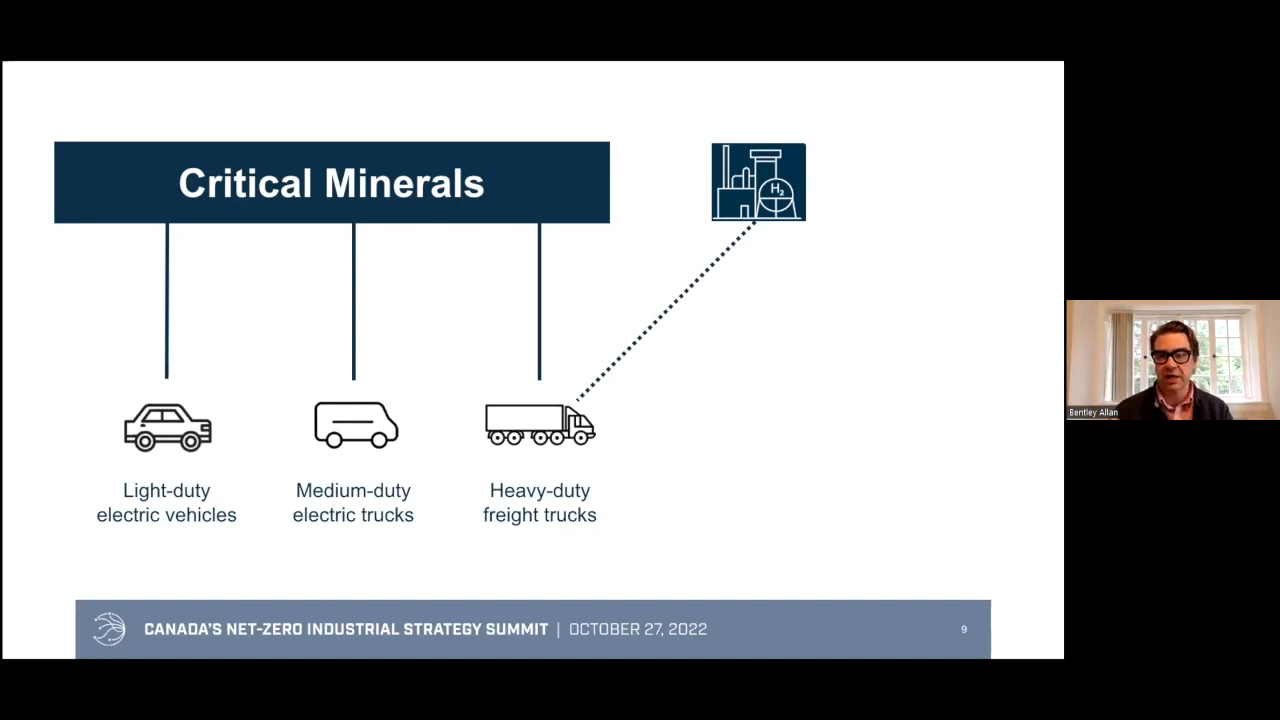 Critical Minerals
H₂
Light-duty
electric vehicles
Medium-duty
electric trucks
Heavy-duty
freight trucks
CANADA'S NET-ZERO INDUSTRIAL STRATEGY SUMMIT | OCTOBER 27, 2022
9
Bentley Allan